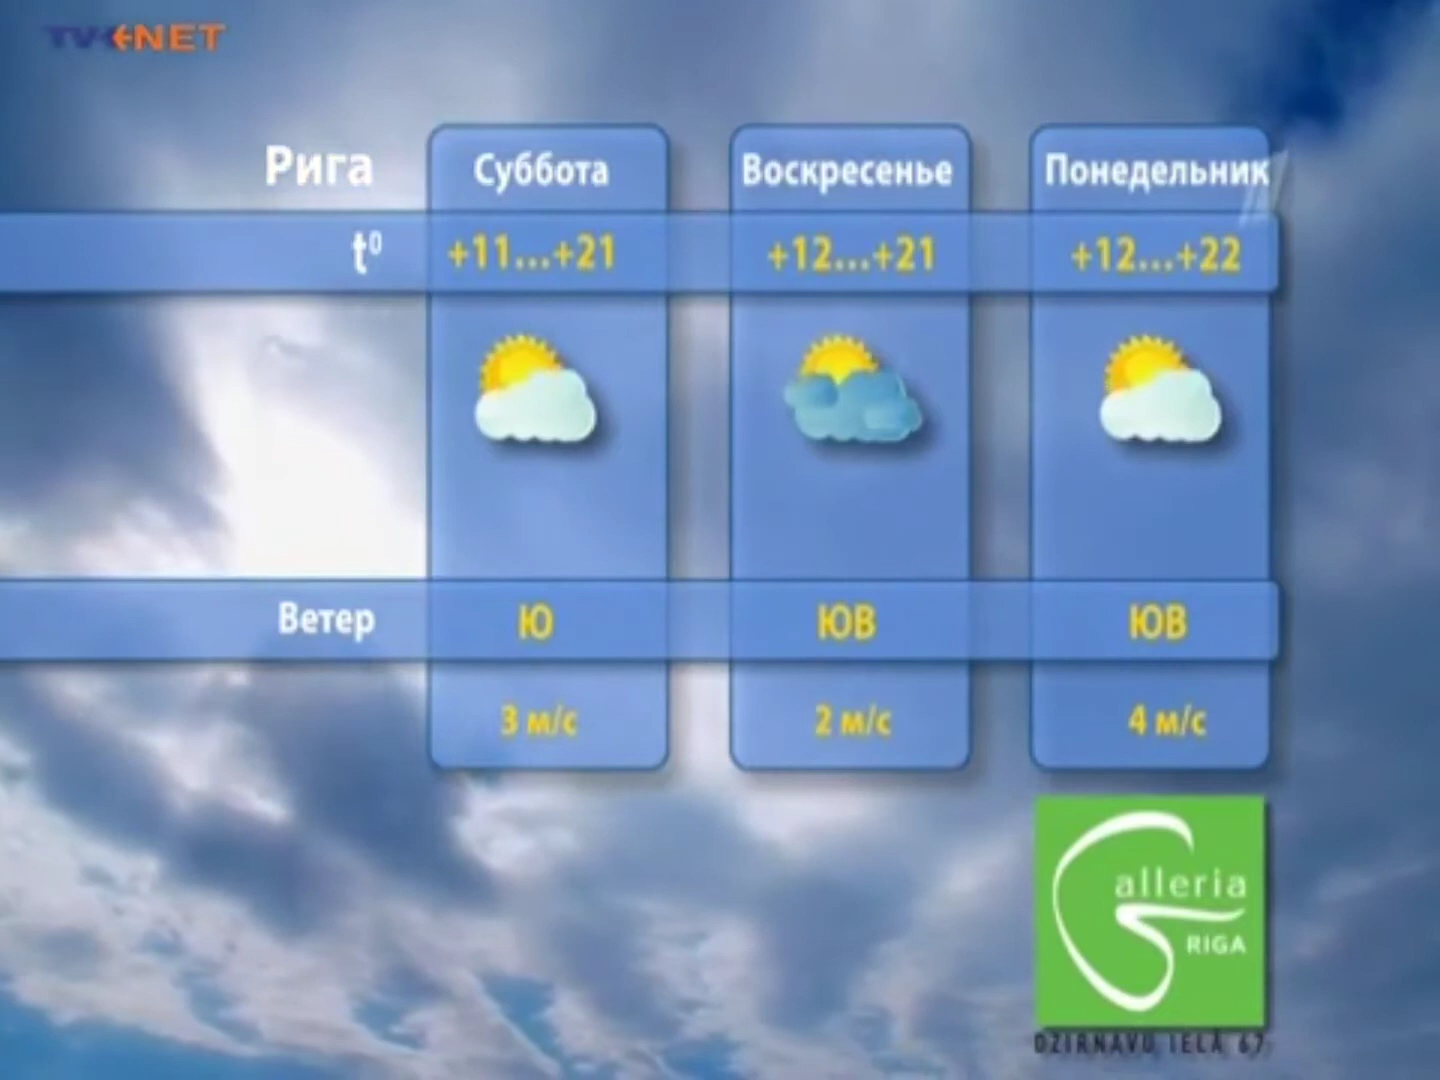 TV NET
Рига
Суббота
Воскресенье
Понедельник
t⁰
+11...+21
+12...+21
+12...+22
Ветер
Ю
ЮВ
ЮВ
3 м/с
2 м/с
4 м/с
Galleria
RIGA
DZIRNAVU IELĀ 67